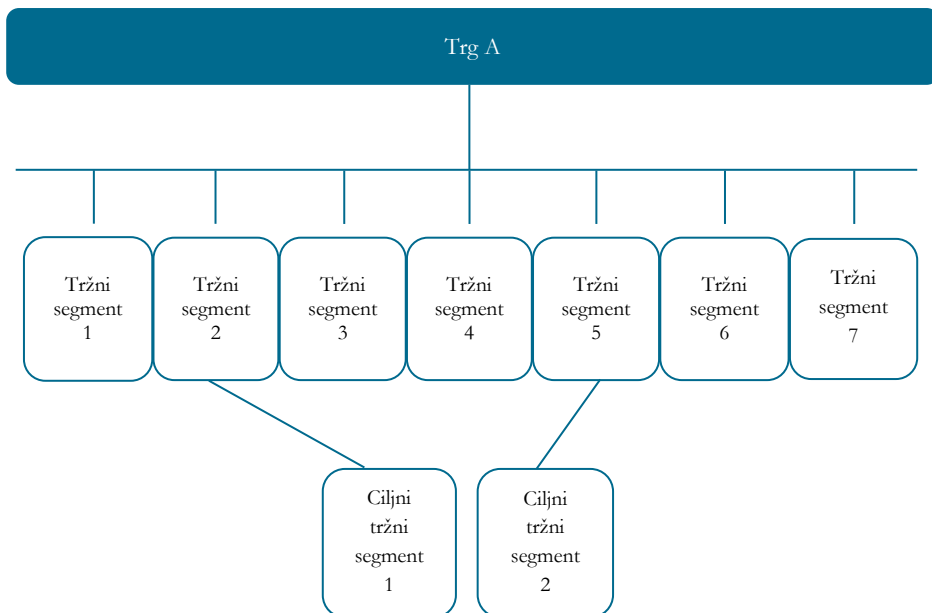 Trg A
Tržni
segment
1
Tržni
segment
2
Tržni
segment
3
Tržni
segment
4
Tržni
segment
5
Tržni
segment
6
Tržni
segment
7
Ciljni
tržni
segment
1
Ciljni
tržni
segment
2